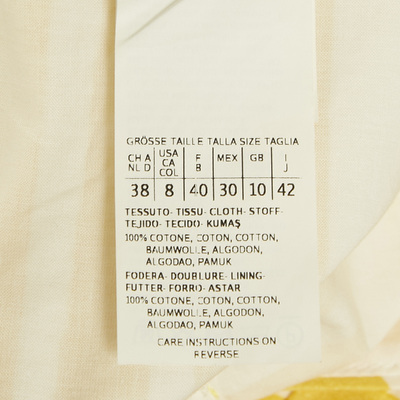 GRÖSSE TAILLE TALLA SIZE TAGLIA
CH A NL D USA CA COL F B MEX GB I J
38 8 40 30 10 42
TESSUTO- TISSU- CLOTH- STOFF-
TEJIDO- TECIDO- KUMAŞ
100% COTONE, COTON, COTTON,
BAUMWOLLE, ALGODON,
ALGODAO, PAMUK
FODERA- DOUBLURE- LINING-
FUTTER- FORRO- ASTAR
100% COTONE, COTON, COTTON,
BAUMWOLLE, ALGODON,
ALGODAO, PAMUK
CARE INSTRUCTIONS ON
REVERSE